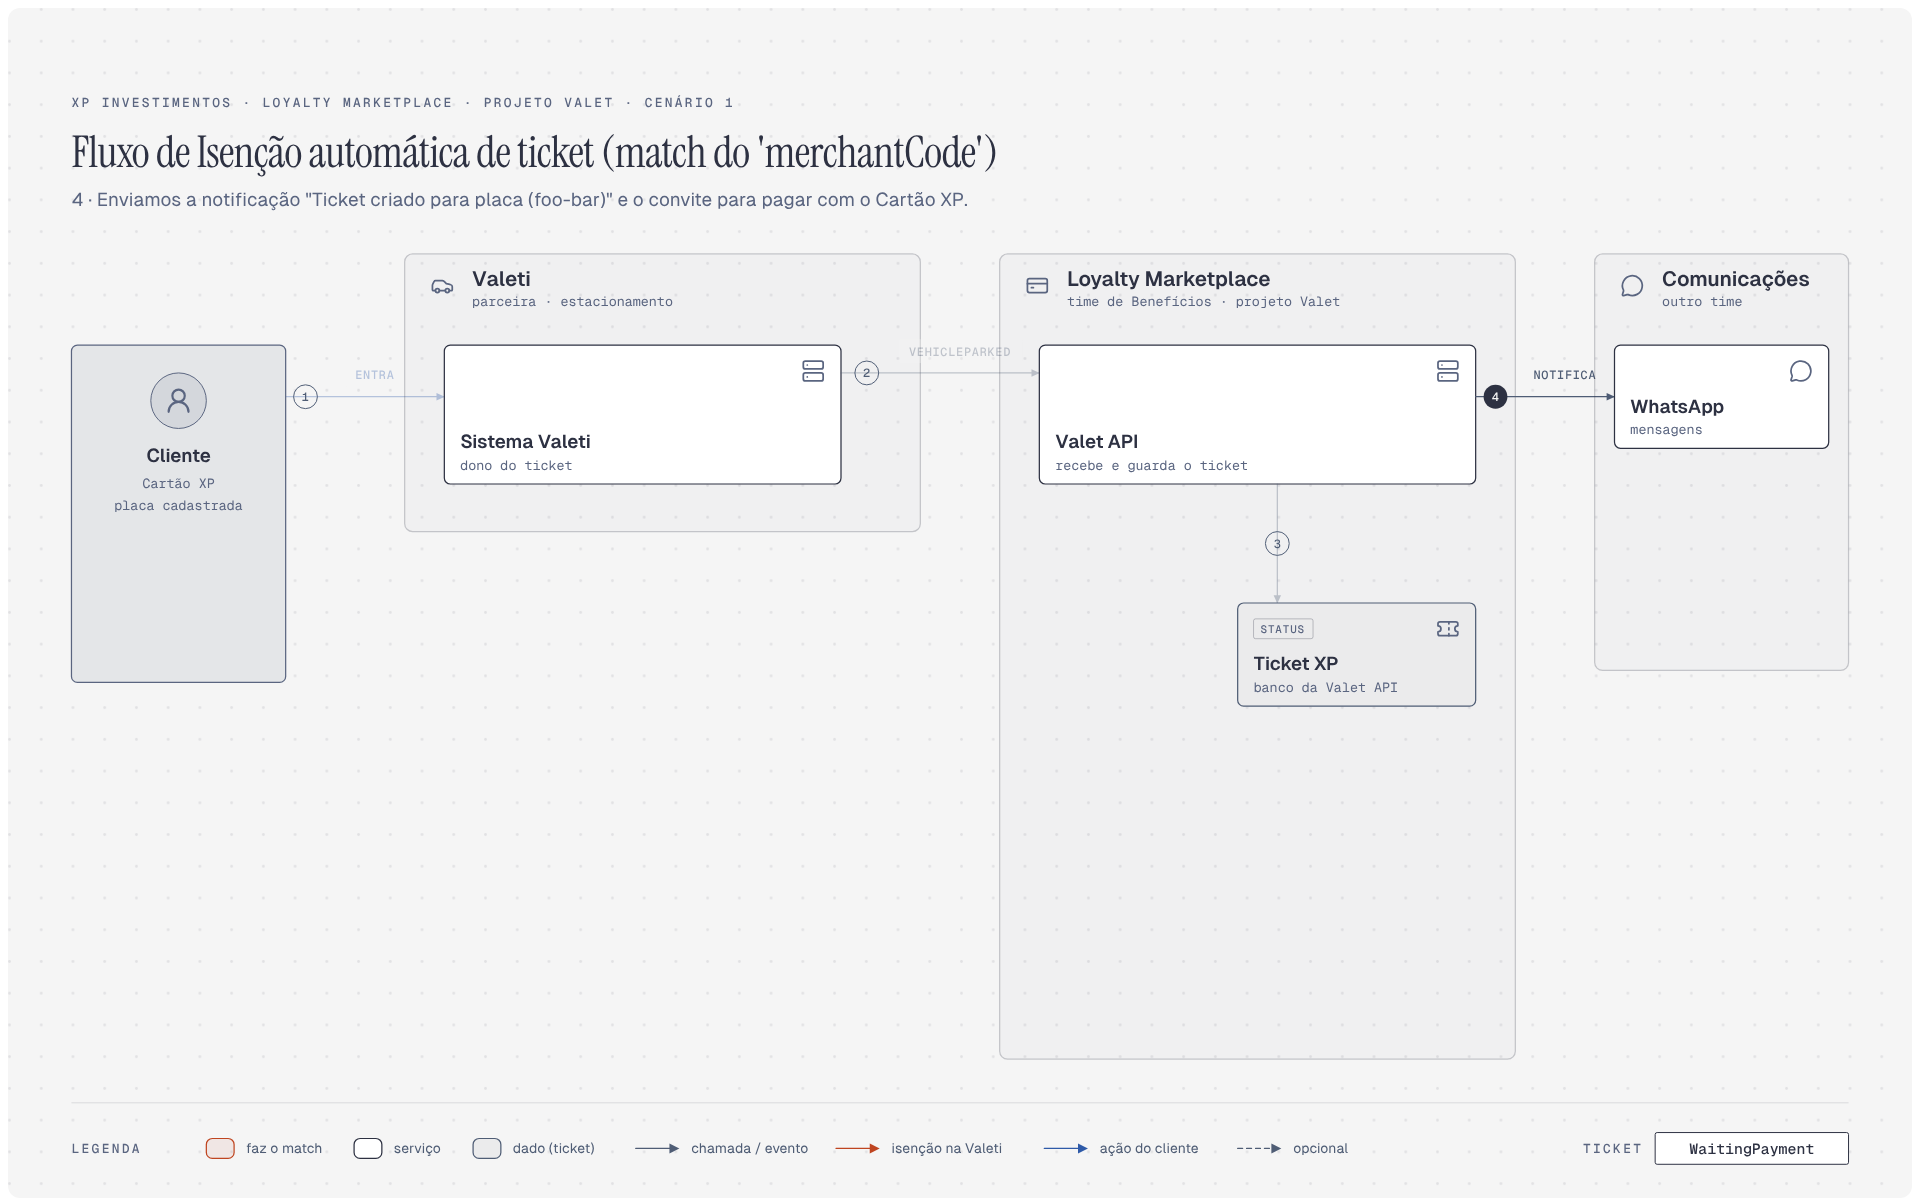 XP INVESTIMENTOS · LOYALTY MARKETPLACE · PROJETO VALET · CENÁRIO 1
Fluxo de Isenção automática de ticket (match do 'merchantCode')
4 · Enviamos a notificação "Ticket criado para placa (foo-bar)" e o convite para pagar com o Cartão XP.
Valeti
parceira · estacionamento
Loyalty Marketplace
time de Benefícios · projeto Valet
Comunicações
outro time
Cliente
Cartão XP
placa cadastrada
1
ENTRA
Sistema Valeti
dono do ticket
2
VEHICLEPARKED
Valet API
recebe e guarda o ticket
4
NOTIFICA
WhatsApp
mensagens
3
STATUS
Ticket XP
banco da Valet API
LEGENDA
faz o match
serviço
dado (ticket)
chamada / evento
isenção na Valeti
ação do cliente
opcional
TICKET
WaitingPayment